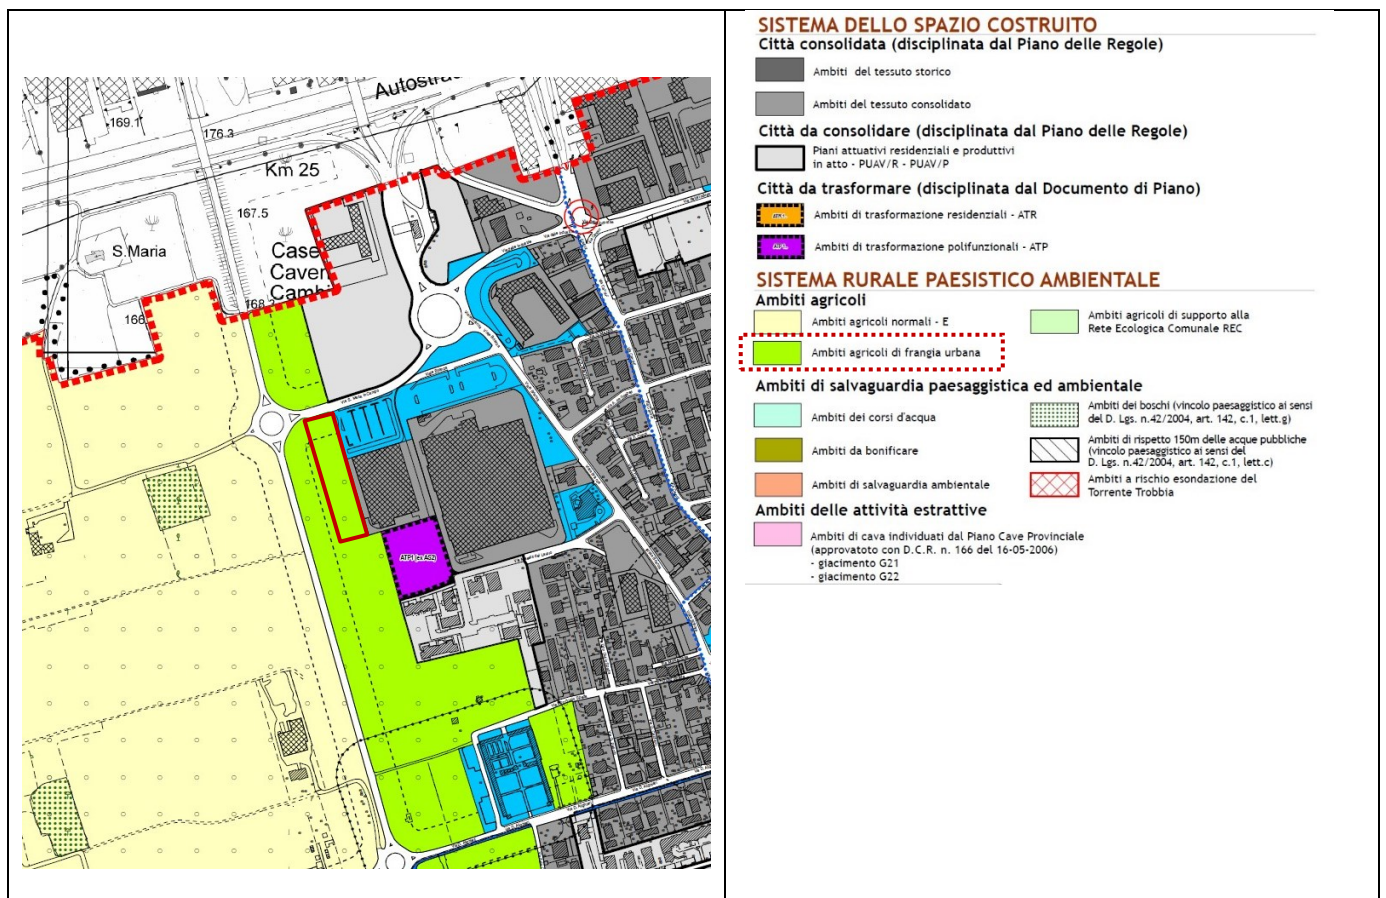 Autostra
169.1
176.3
Km 25
167.5
S.Maria
Case
Caven
Cambi
168.
166
ATP1 (ex AS2)
SISTEMA DELLO SPAZIO COSTRUITO
Città consolidata (disciplinata dal Piano delle Regole)
Ambiti del tessuto storico
Ambiti del tessuto consolidato
Città da consolidare (disciplinata dal Piano delle Regole)
Piani attuativi residenziali e produttivi
in atto - PUAV/R - PUAV/P
Città da trasformare (disciplinata dal Documento di Piano)
Ambiti di trasformazione residenziali - ATR
Ambiti di trasformazione polifunzionali - ATP
SISTEMA RURALE PAESISTICO AMBIENTALE
Ambiti agricoli
Ambiti agricoli normali - E
Ambiti agricoli di supporto alla
Rete Ecologica Comunale REC
Ambiti agricoli di frangia urbana
Ambiti di salvaguardia paesaggistica ed ambientale
Ambiti dei corsi d'acqua
Ambiti dei boschi (vincolo paesaggistico ai sensi
del D. Lgs. n.42/2004, art. 142, c.1, lett.g)
Ambiti da bonificare
Ambiti di rispetto 150m delle acque pubbliche
(vincolo paesaggistico ai sensi del
D. Lgs. n.42/2004, art. 142, c.1, lett.c)
Ambiti di salvaguardia ambientale
Ambiti a rischio esondazione del
Torrente Trobbia
Ambiti delle attività estrattive
Ambiti di cava individuati dal Piano Cave Provinciale
(approvatoto con D.C.R. n. 166 del 16-05-2006)
- giacimento G21
- giacimento G22